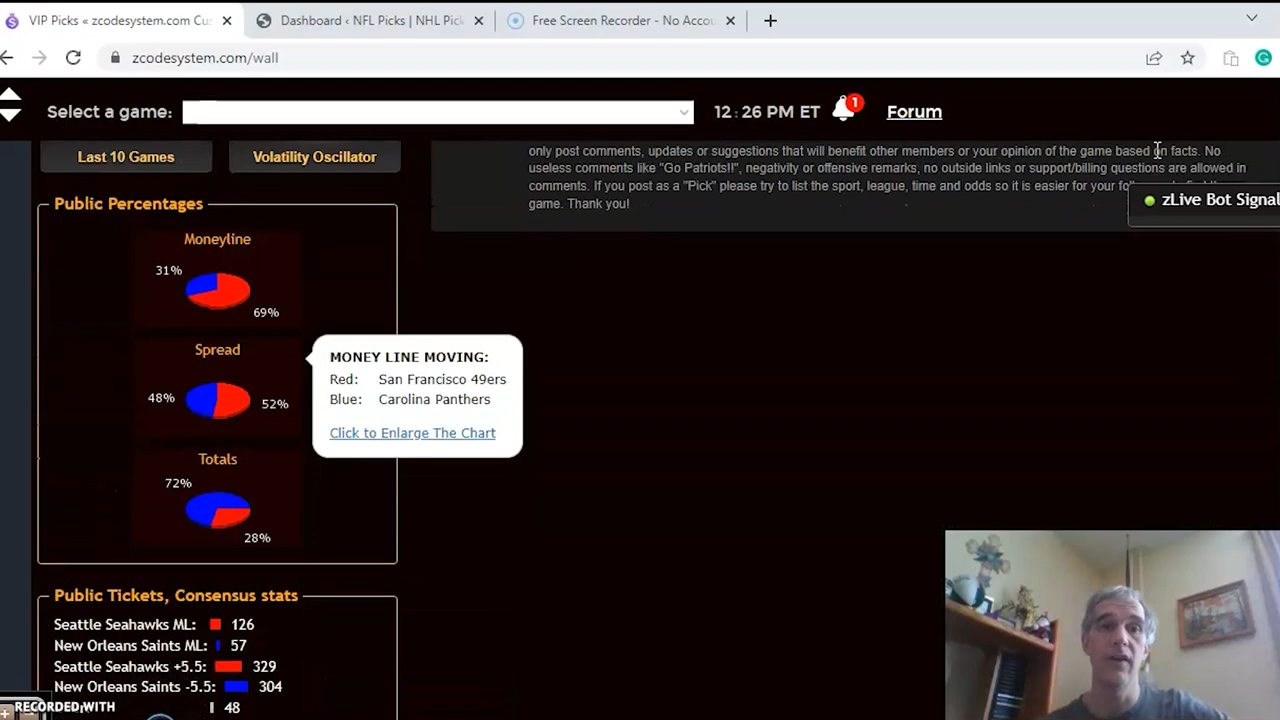 VIP Picks « zcodesystem.com Cus
Dashboard ‹ NFL Picks | NHL Pick
Free Screen Recorder - No Accou
zcodesystem.com/wall
Select a game:
12:26 PM ET
1
Forum
Last 10 Games
Volatility Oscillator
only post comments, updates or suggestions that will benefit other members or your opinion of the game based on facts. No
useless comments like "Go Patriots!!", negativity or offensive remarks, no outside links or support/billing questions are allowed in
comments. If you post as a "Pick" please try to list the sport, league, time and odds so it is easier for your
game. Thank you!
zLive Bot Signal
Public Percentages
Moneyline
31%
69%
Spread
48%
52%
Totals
72%
28%
MONEY LINE MOVING:
Red: San Francisco 49ers
Blue: Carolina Panthers
Click to Enlarge The Chart
Public Tickets, Consensus stats
Seattle Seahawks ML: 126
New Orleans Saints ML: 57
Seattle Seahawks +5.5: 329
New Orleans Saints -5.5: 304
48
RECORDED WITH